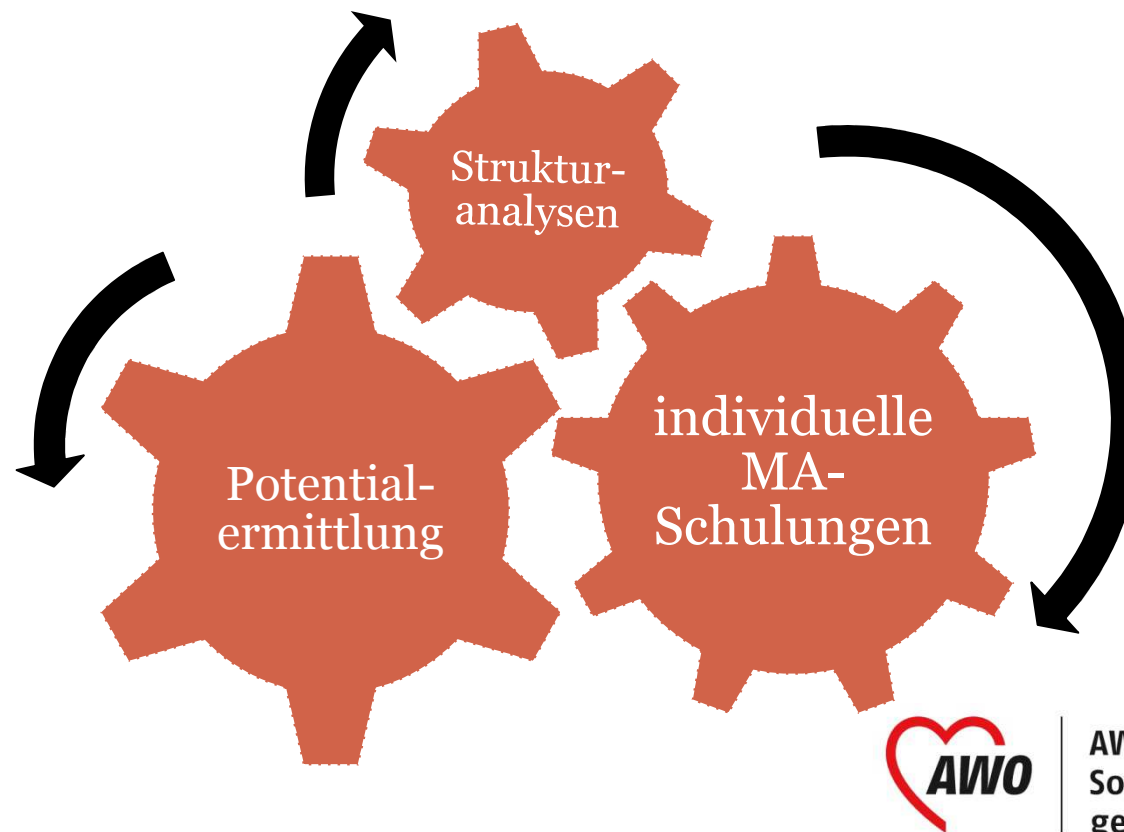 Struktur-
analysen
individuelle
MA-
Schulungen
Potential-
ermittlung
AWO